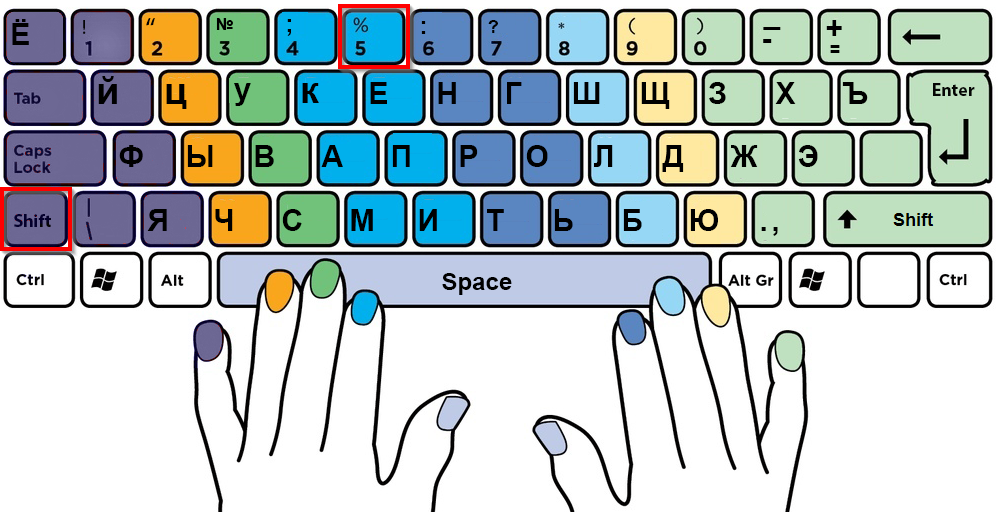 Ё ! 1 “ 2 № 3 ; 4 % 5 : 6 ? 7 * 8 ( 9 ) 0 — - + =
Tab Й Ц У К Е Н Г Ш Щ З Х Ъ Enter
Caps Lock Ф Ы В А П Р О Л Д Ж Э
Shift | \ Я Ч С М И Т Ь Б Ю . , Shift
Ctrl Alt Space Alt Gr Ctrl